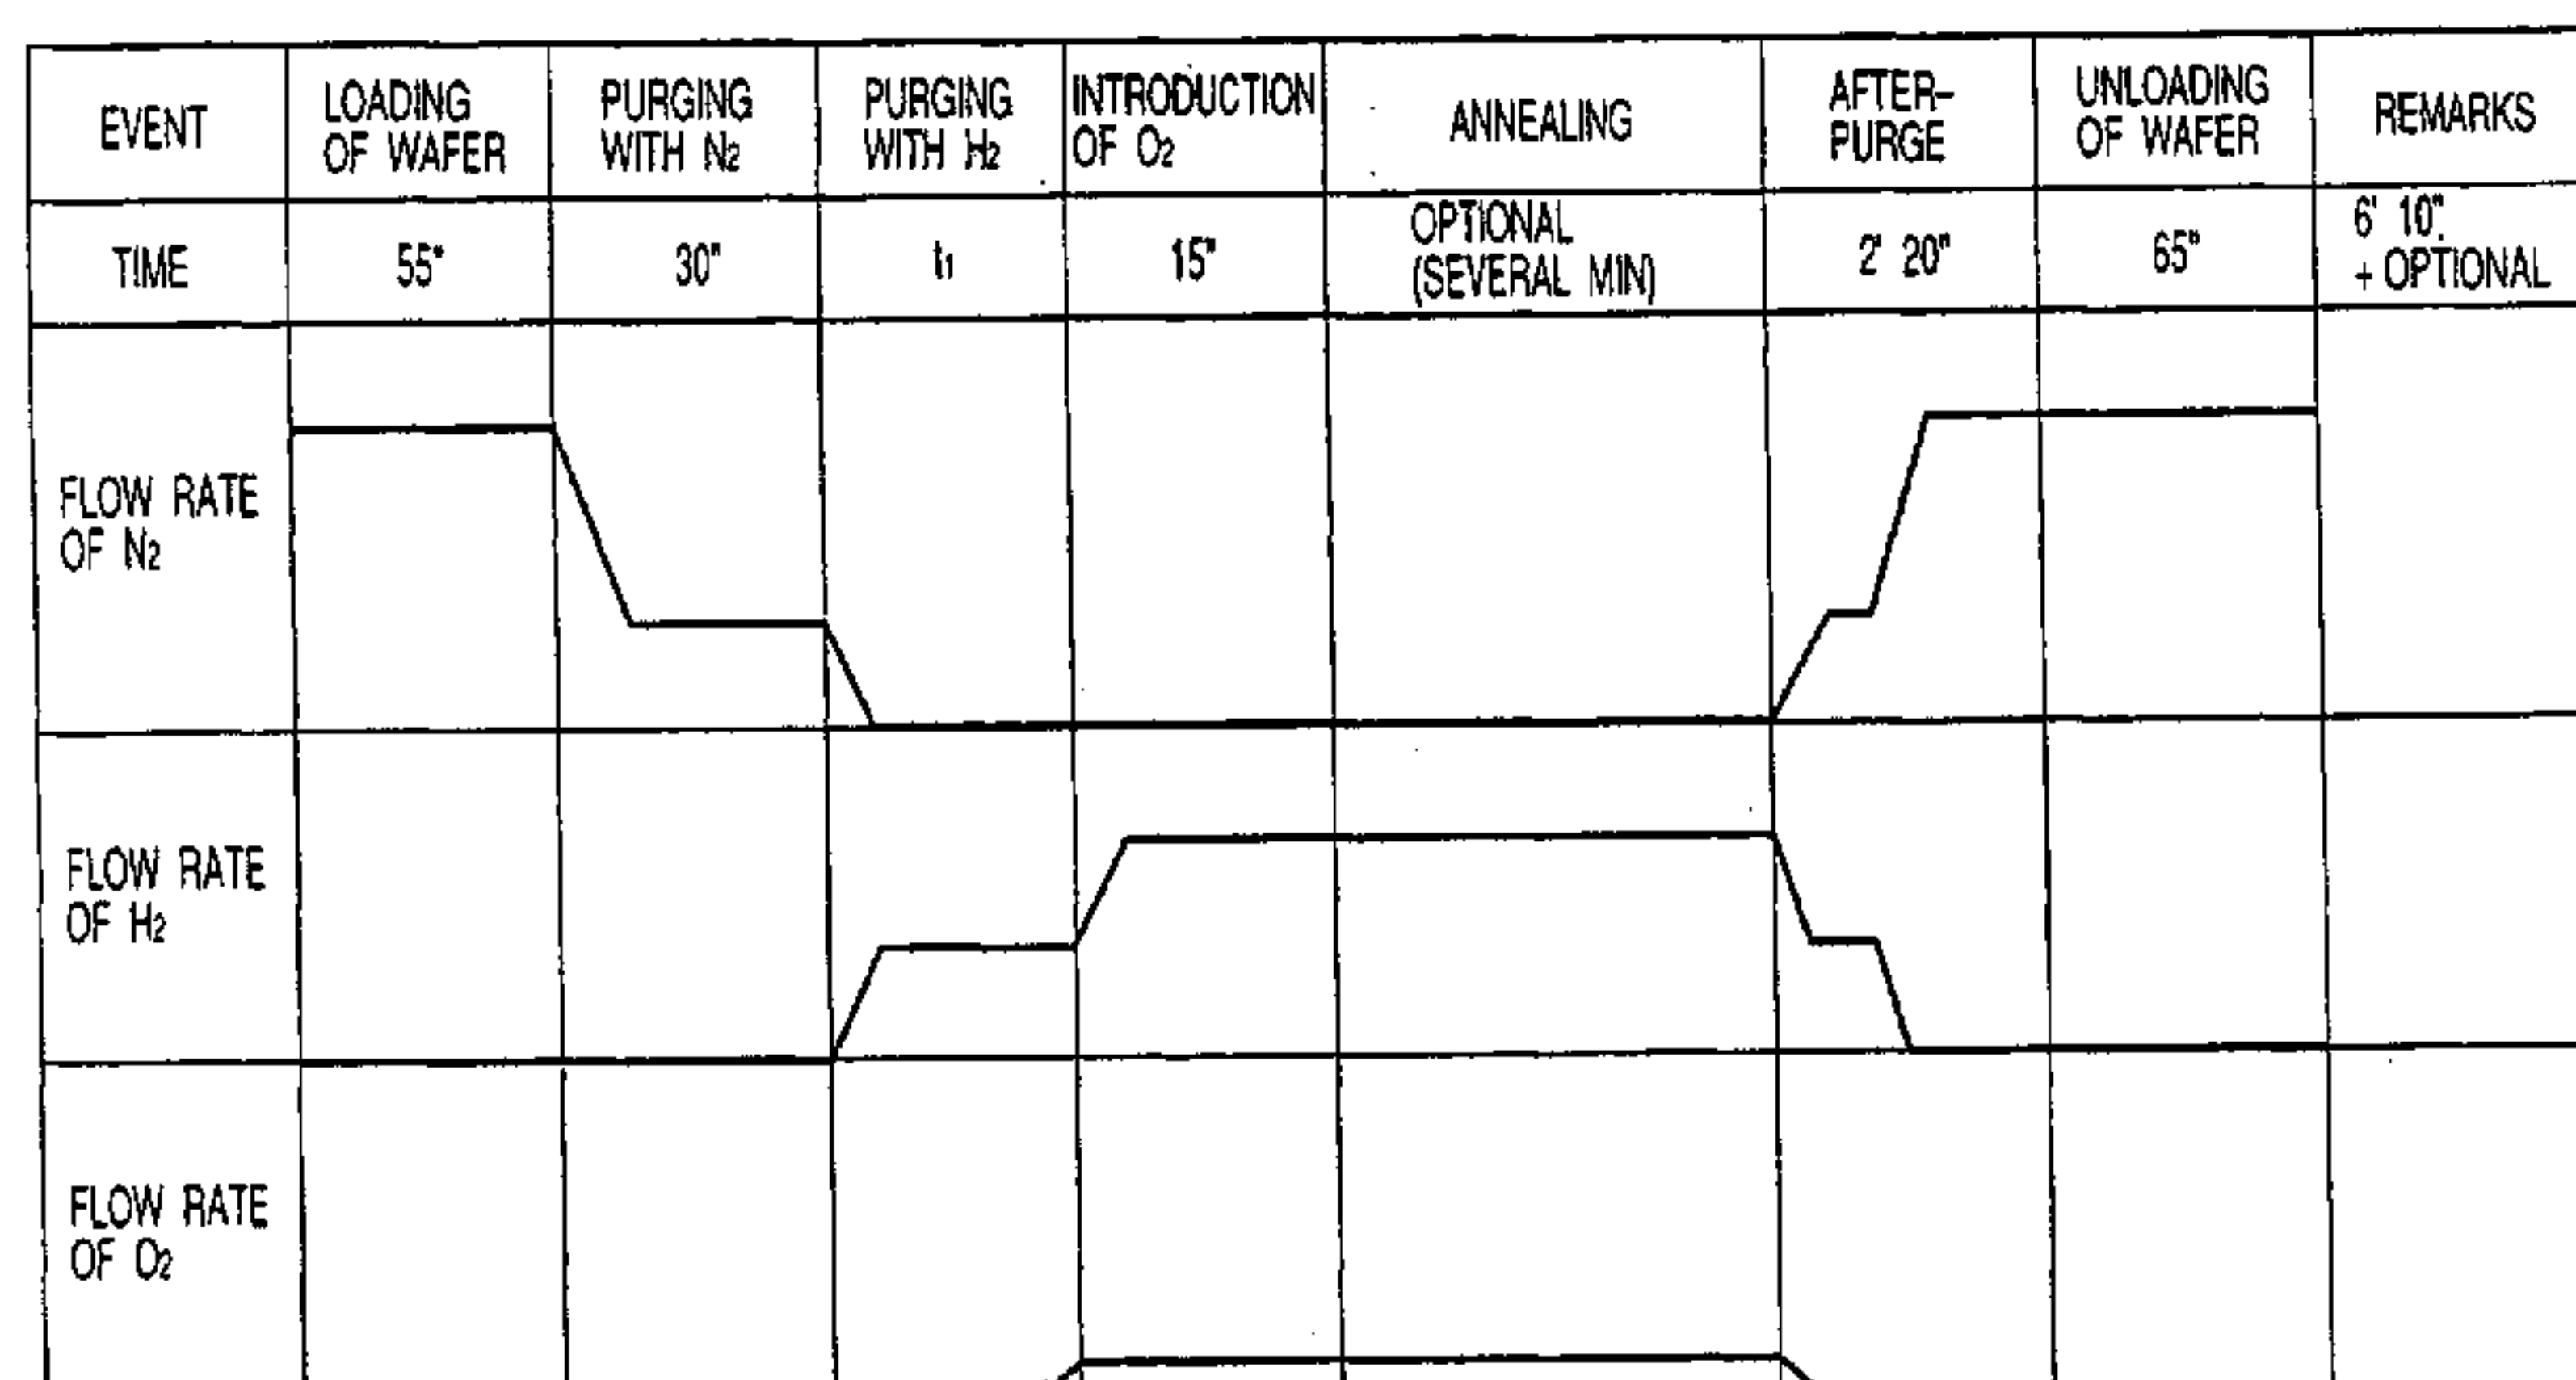 EVENT
LOADING
OF WAFER
PURGING
WITH N2
PURGING
WITH H2
INTRODUCTION
OF O2
ANNEALING
AFTER-
PURGE
UNLOADING
OF WAFER
REMARKS
TIME
55"
30"
t1
15"
OPTIONAL
(SEVERAL MIN)
2' 20"
65"
6' 10"
+ OPTIONAL
FLOW RATE
OF N2
FLOW RATE
OF H2
FLOW RATE
OF O2